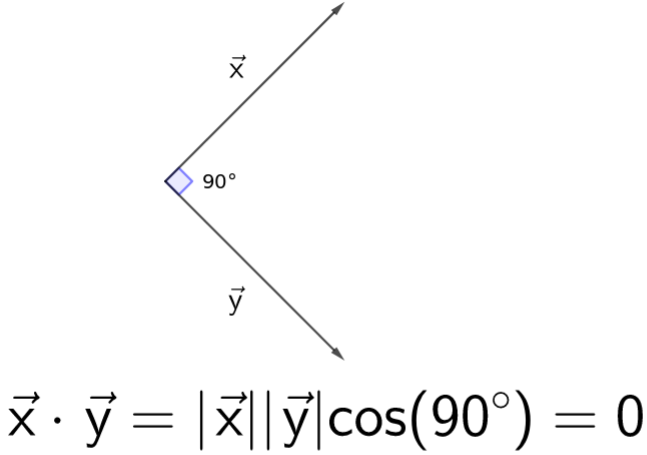 x⃗
90°
y⃗
x⃗ · y⃗ = |x⃗||y⃗|cos(90°) = 0